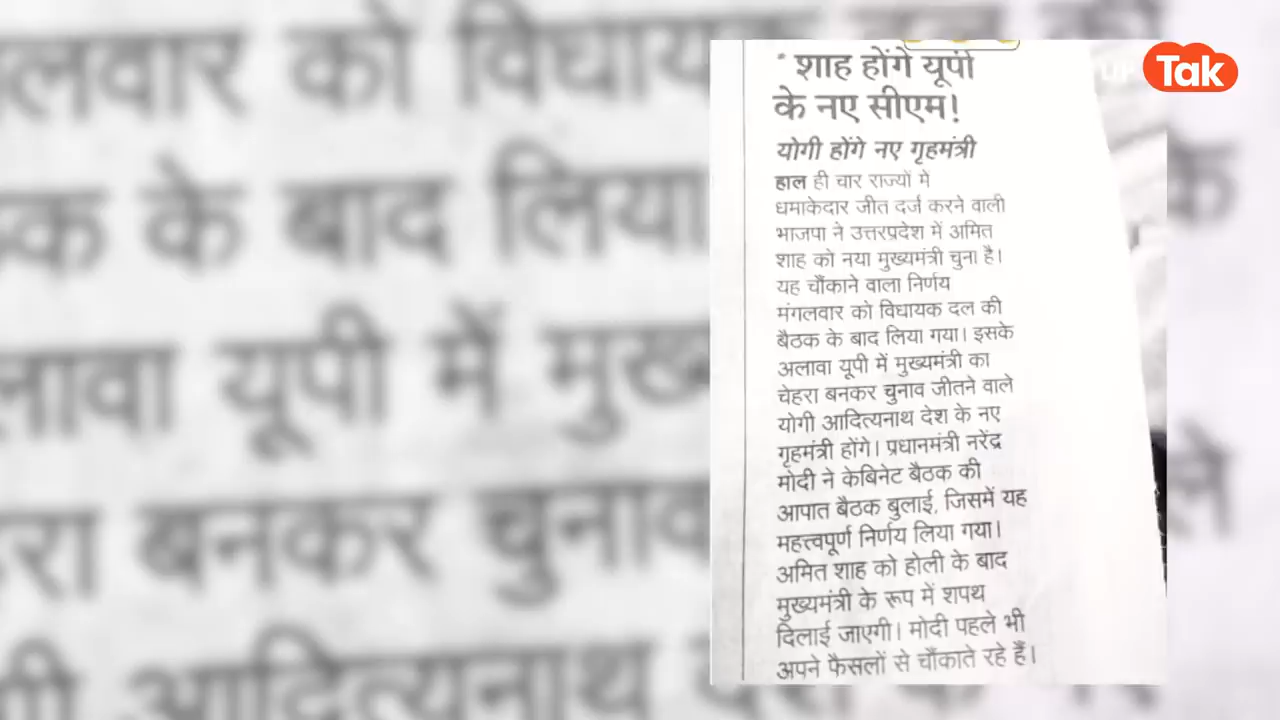 शाह होंगे यूपी
के नए सीएम!
योगी होंगे नए गृहमंत्री
हाल ही चार राज्यों में
धमाकेदार जीत दर्ज करने वाली
भाजपा ने उत्तरप्रदेश में अमित
शाह को नया मुख्यमंत्री चुना है।
यह चौंकाने वाला निर्णय
मंगलवार को विधायक दल की
बैठक के बाद लिया गया। इसके
अलावा यूपी में मुख्यमंत्री का
चेहरा बनकर चुनाव जीतने वाले
योगी आदित्यनाथ देश के नए
गृहमंत्री होंगे। प्रधानमंत्री नरेंद्र
मोदी ने केबिनेट बैठक की
आपात बैठक बुलाई, जिसमें यह
महत्त्वपूर्ण निर्णय लिया गया।
अमित शाह को होली के बाद
मुख्यमंत्री के रूप में शपथ
दिलाई जाएगी। मोदी पहले भी
अपने फैसलों से चौंकाते रहे हैं।
UP Tak